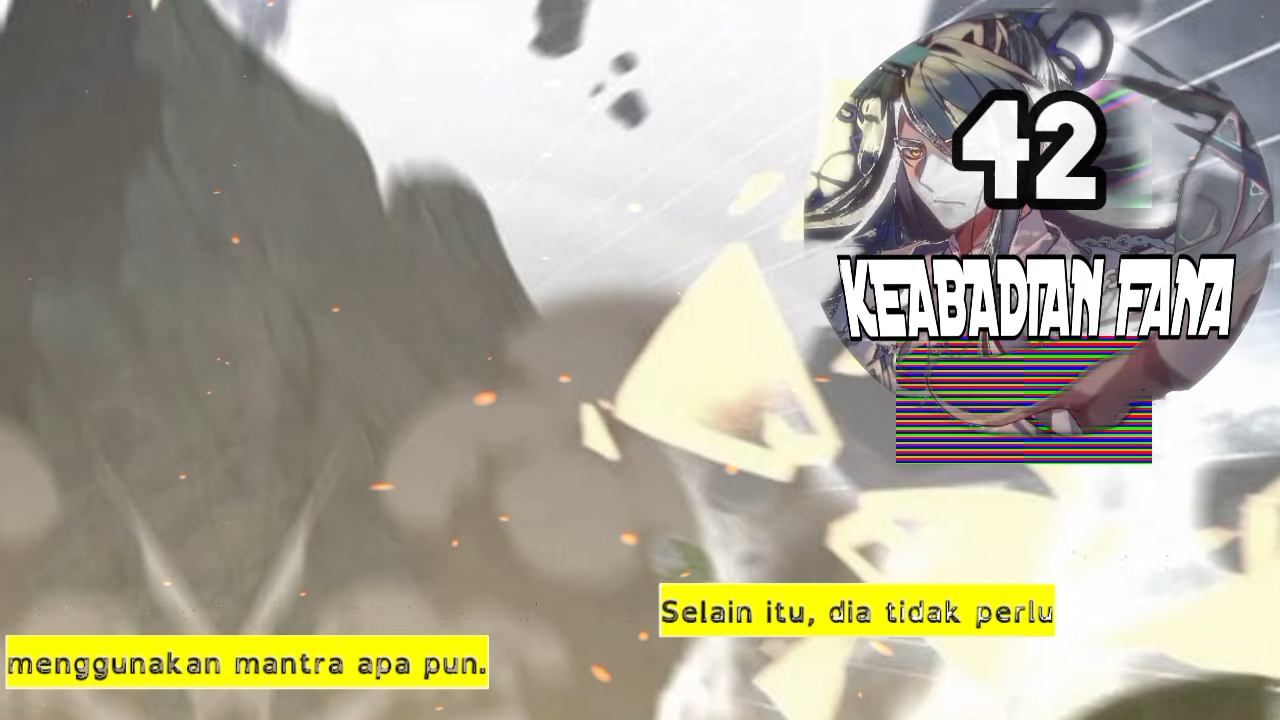 42
KEABADIAN FANA
Selain itu, dia tidak perlu
menggunakan mantra apa pun.